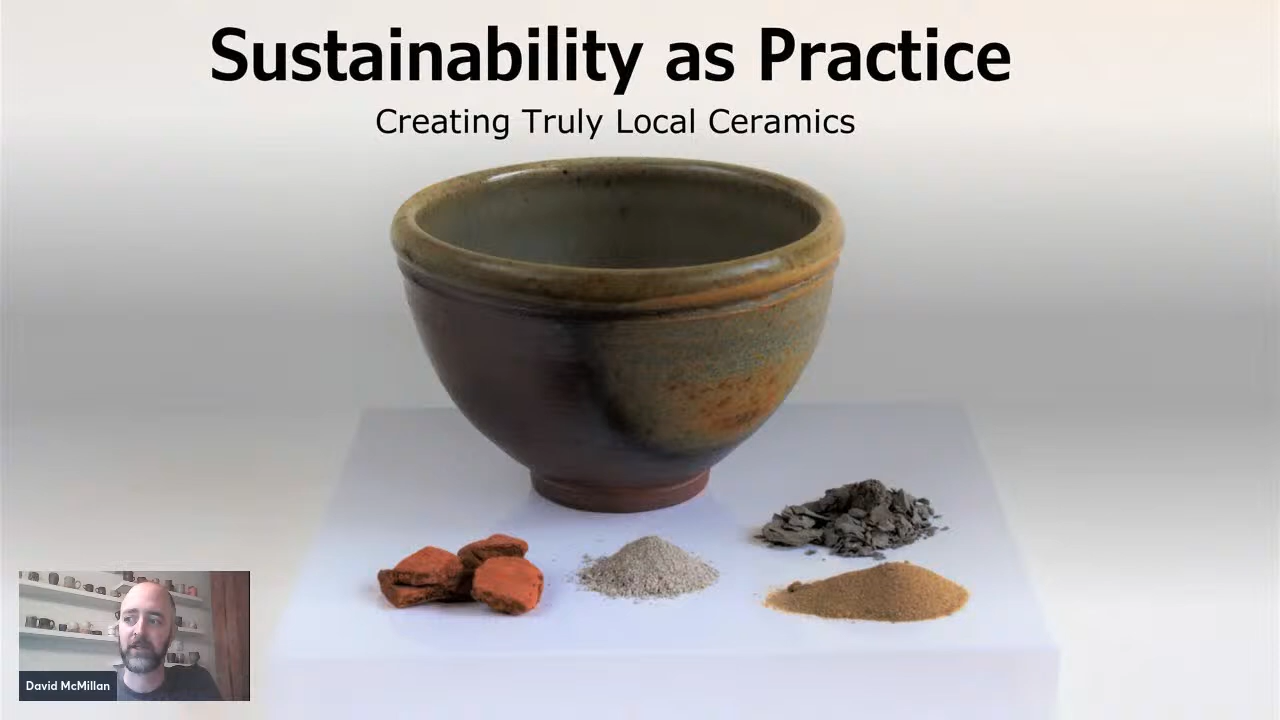 Sustainability as Practice
Creating Truly Local Ceramics
David McMillan